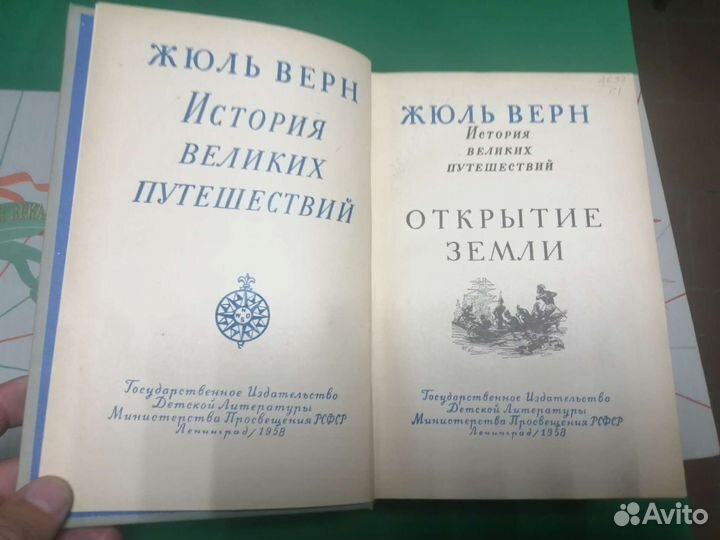 ЖЮЛЬ ВЕРН
ИСТОРИЯ
ВЕЛИКИХ
ПУТЕШЕСТВИЙ
Государственное Издательство
Детской Литературы
Министерства Просвещения РСФСР
Ленинград/1958
ЖЮЛЬ ВЕРН
ИСТОРИЯ
ВЕЛИКИХ
ПУТЕШЕСТВИЙ
ОТКРЫТИЕ
ЗЕМЛИ
Государственное Издательство
Детской Литературы
Министерства Просвещения РСФСР
Ленинград/1958
ВЕКА
Avito